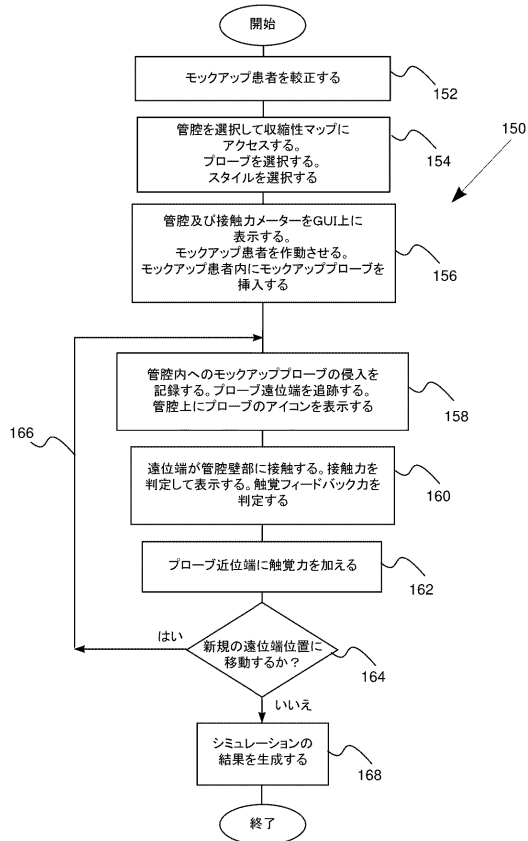 開始
モックアップ患者を較正する
152
管腔を選択して収縮性マップに
アクセスする。
プローブを選択する。
スタイルを選択する
154
150
管腔及び接触力メーターをGUI上に
表示する。
モックアップ患者を作動させる。
モックアップ患者内にモックアッププローブを
挿入する
156
管腔内へのモックアッププローブの侵入を
記録する。プローブ遠位端を追跡する。
管腔上にプローブのアイコンを表示する
158
166
遠位端が管腔壁部に接触する。接触力を
判定して表示する。触覚フィードバック力を
判定する
160
プローブ近位端に触覚力を加える
162
はい
新規の遠位端位置に
移動するか？
164
いいえ
シミュレーションの
結果を生成する
168
終了